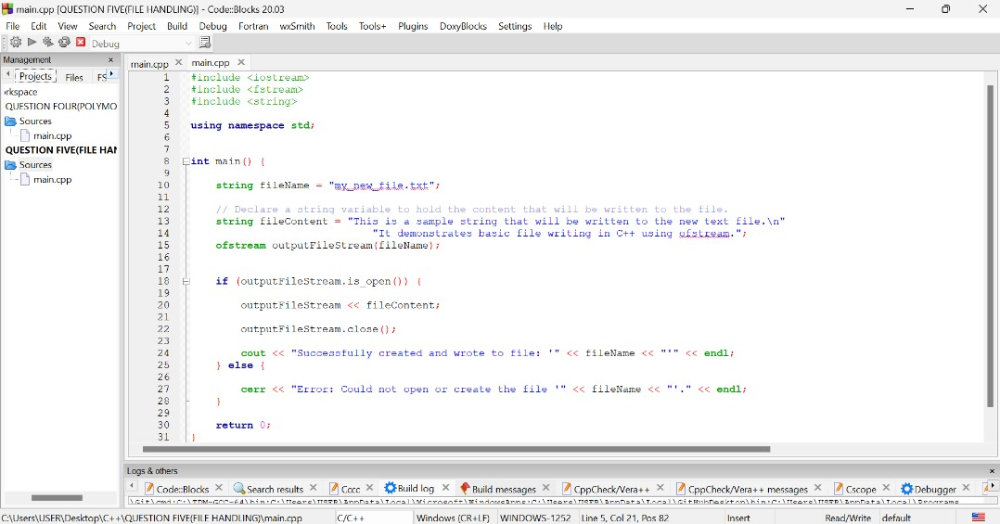 main.cpp [QUESTION FIVE(FILE HANDLING)] - Code::Blocks 20.03
File Edit View Search Project Build Debug Fortran wxSmith Tools Tools+ Plugins DoxyBlocks Settings Help
Debug
Management
Projects Files FS
main.cpp main.cpp
rkspace
QUESTION FOUR(POLYMO
Sources
main.cpp
QUESTION FIVE(FILE HAN
Sources
main.cpp
1 #include <iostream>
2 #include <fstream>
3 #include <string>
4
5 using namespace std;
6
7
8 int main() {
9
10 string fileName = "my_new_file.txt";
11
12 // Declare a string variable to hold the content that will be written to the file.
13 string fileContent = "This is a sample string that will be written to the new text file.\n"
14 "It demonstrates basic file writing in C++ using ofstream.";
15 ofstream outputFileStream(fileName);
16
17
18 if (outputFileStream.is_open()) {
19
20 outputFileStream << fileContent;
21
22 outputFileStream.close();
23
24 cout << "Successfully created and wrote to file: '" << fileName << "'" << endl;
25 } else {
26
27 cerr << "Error: Could not open or create the file '" << fileName << "'." << endl;
28 }
29
30 return 0;
31 }
Logs & others
Code::Blocks Search results Cccc Build log Build messages CppCheck/Vera++ CppCheck/Vera++ messages Cscope Debugger
C:\Users\USER\Desktop\C++\QUESTION FIVE(FILE HANDLING)\main.cpp C/C++ Windows (CR+LF) WINDOWS-1252 Line 5, Col 21, Pos 82 Insert Read/Write default